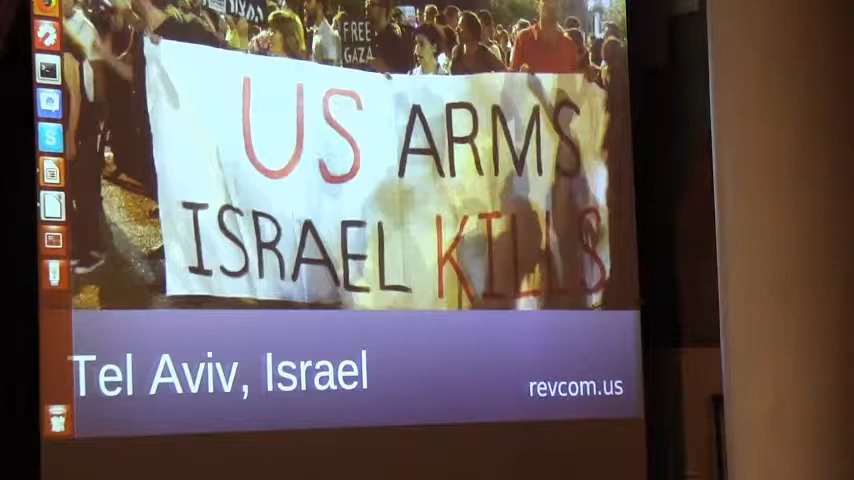 FREE
GAZA
US ARMS
ISRAEL KILLS
Tel Aviv, Israel
revcom.us